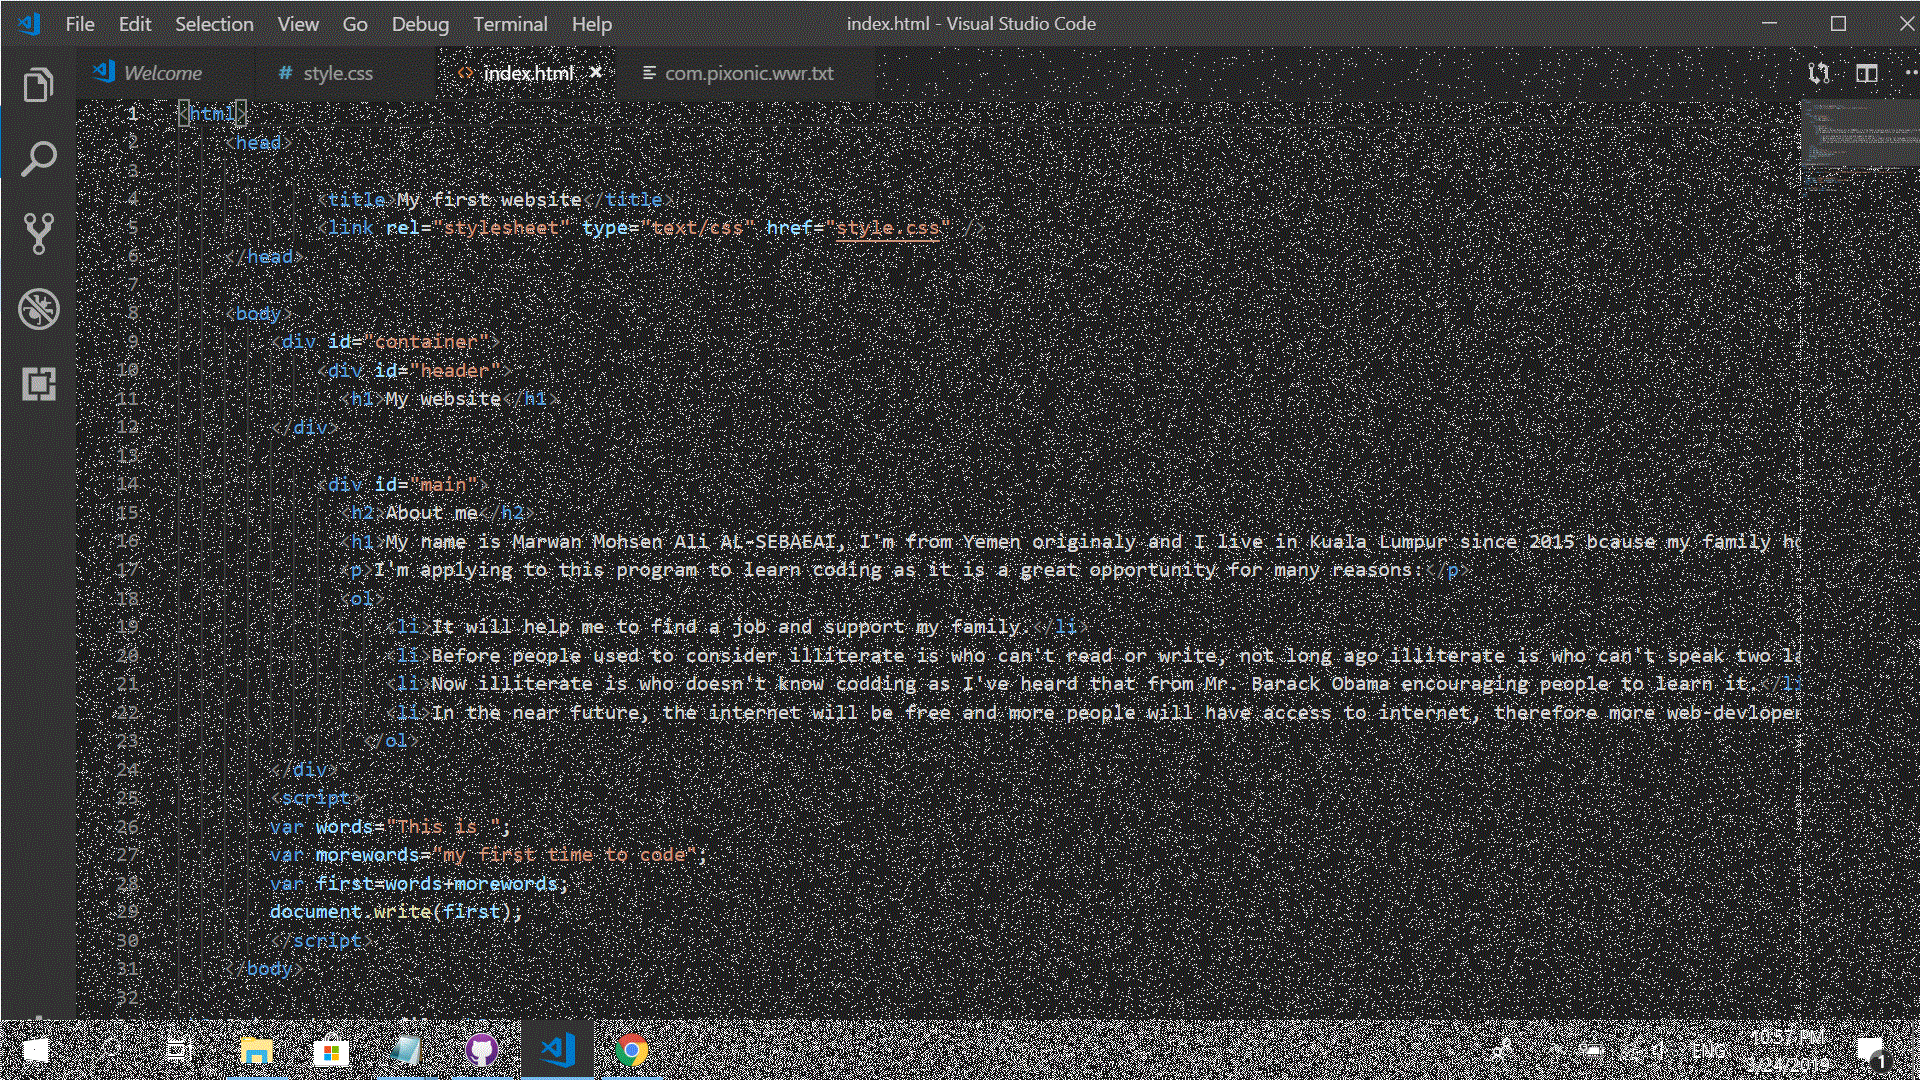 File Edit Selection View Go Debug Terminal Help index.html - Visual Studio Code
Welcome # style.css index.html com.pixonic.wwr.txt
1 <html>
2 <head>
3
4 <title>My first website</title>
5 <link rel="stylesheet" type="text/css" href="style.css" />
6 </head>
7
8 <body>
9 <div id="container">
10 <div id="header">
11 <h1>My website</h1>
12 </div>
13
14 <div id="main">
15 <h2>About me</h2>
16 <h1>My name is Marwan Mohsen Ali AL-SEBAEAI, I'm from Yemen originaly and I live in Kuala Lumpur since 2015 bcause my family
17 <p>I'm applying to this program to learn coding as it is a great opportunity for many reasons:</p>
18 <ol>
19 <li>It will help me to find a job and support my family.</li>
20 <li>Before people used to consider illiterate is who can't read or write, not long ago illiterate is who can't speak two
21 <li>Now illiterate is who doesn't know codding as I've heard that from Mr. Barack Obama encouraging people to learn it.</li
22 <li>In the near future, the internet will be free and more people will have access to internet, therefore more web-devloper
23 </ol>
24 </div>
25 <script>
26 var words="This is ";
27 var morewords="my first time to code";
28 var first=words+morewords;
29 document.write(first);
30 </script>
31 </body>
32
ENG 10:57 PM
1